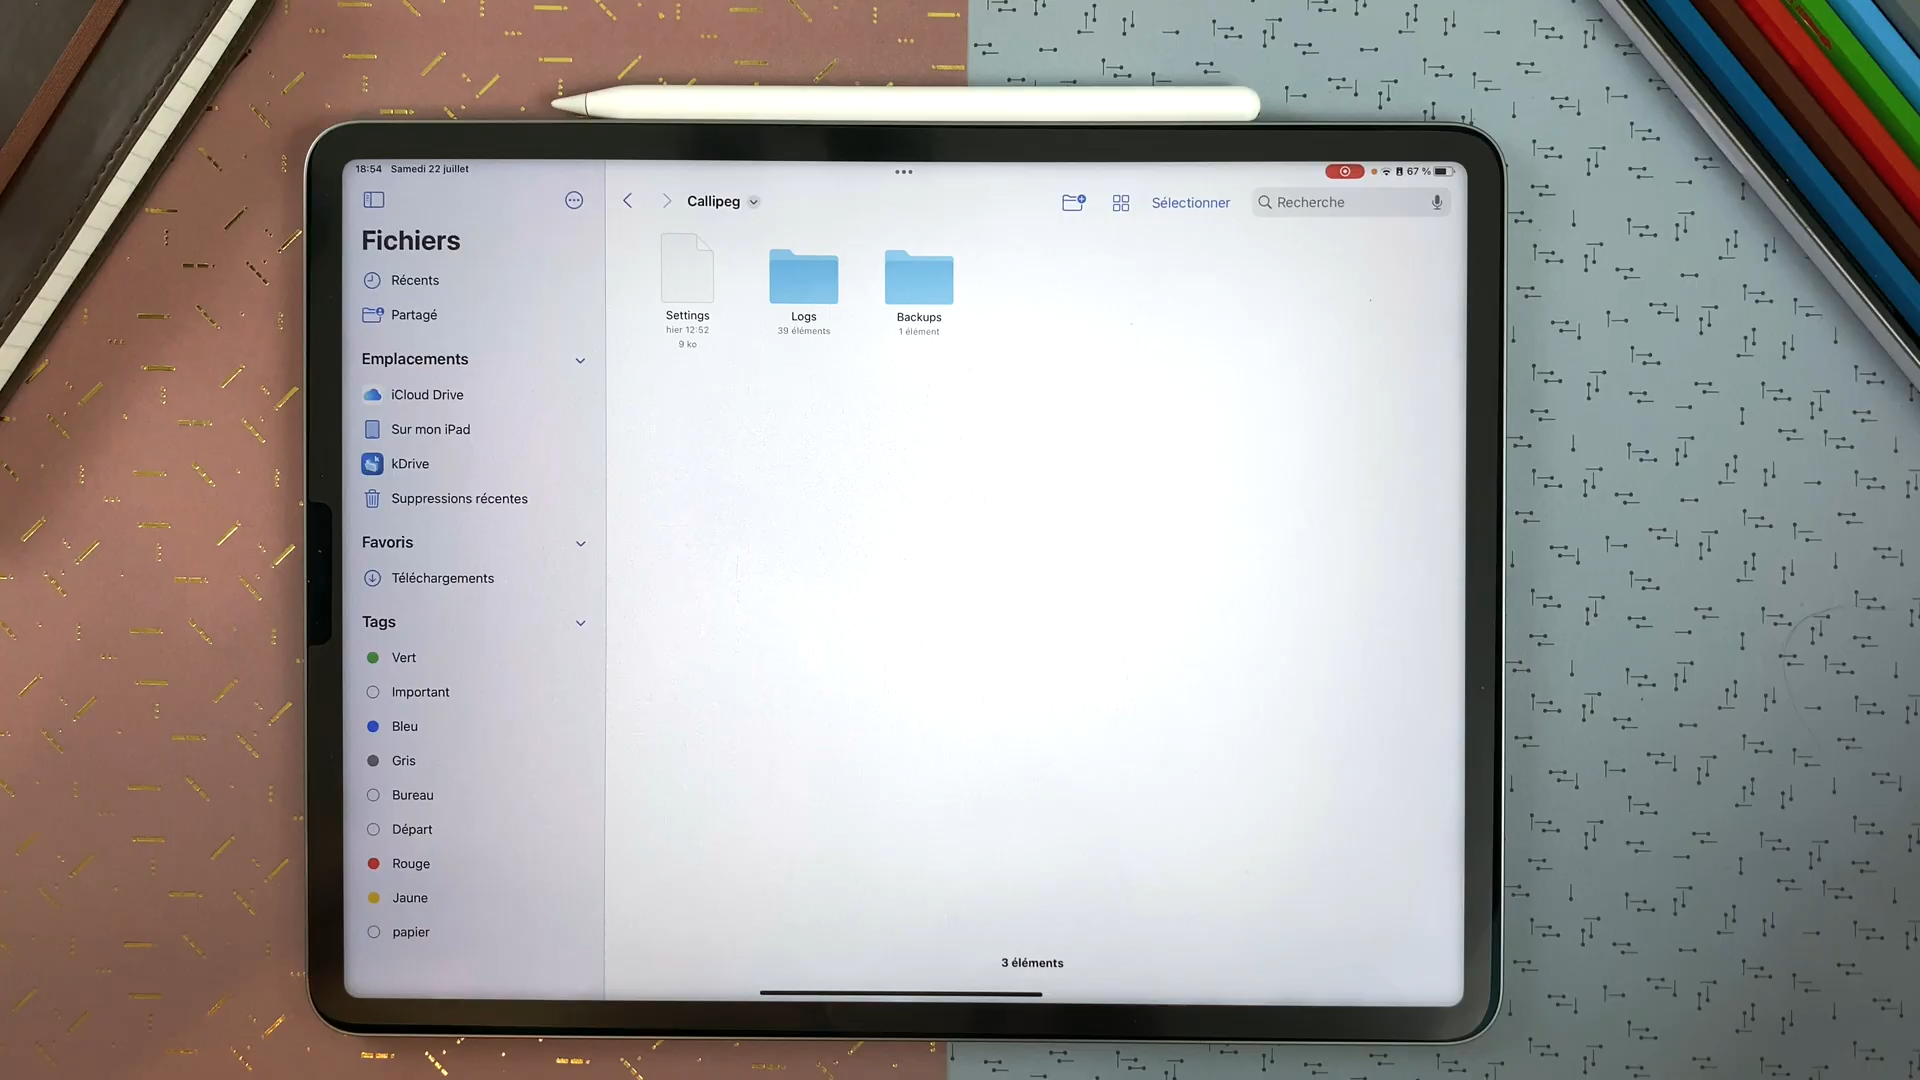 18:54 Samedi 22 juillet
67 %
Fichiers
Récents
Partagé
Emplacements
iCloud Drive
Sur mon iPad
kDrive
Suppressions récentes
Favoris
Téléchargements
Tags
Vert
Important
Bleu
Gris
Bureau
Départ
Rouge
Jaune
papier
Callipeg
Sélectionner
Recherche
Settings
hier 12:52
9 ko
Logs
39 éléments
Backups
1 élément
3 éléments